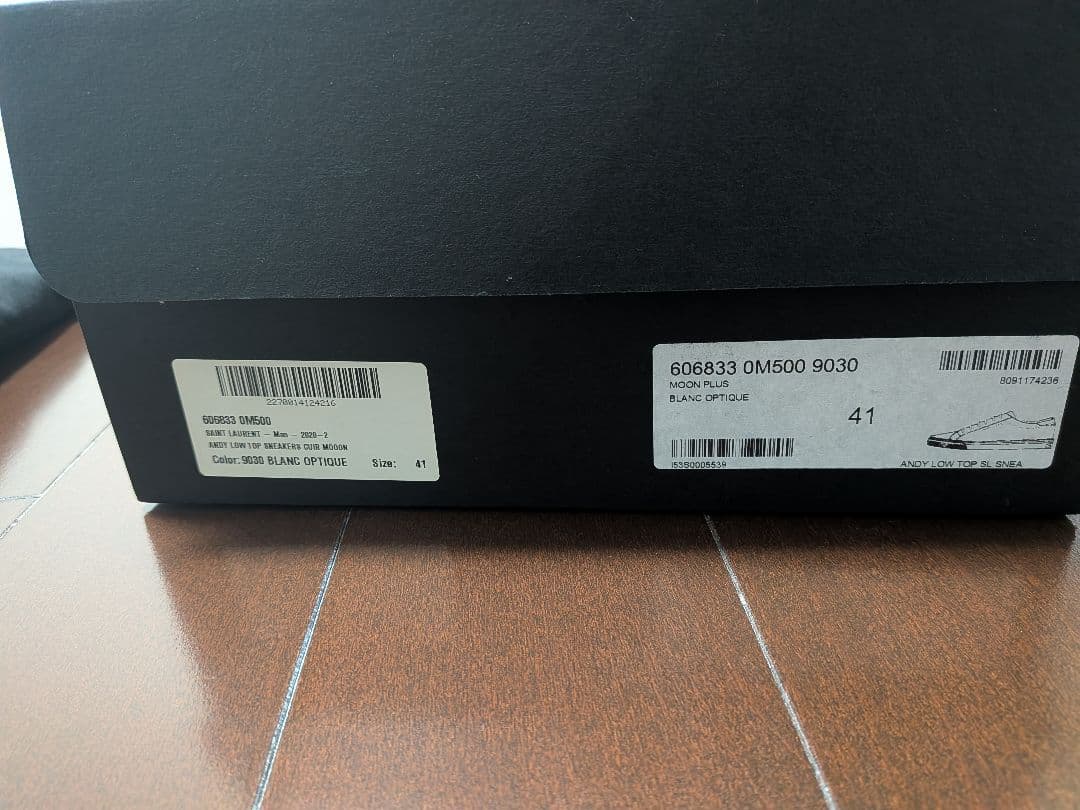 2278014124216
606833 0M500
SAINT LAURENT - Man - 2020-2
ANDY LOW TOP SNEAKERS CUIR MOOON
Color: 9030 BLANC OPTIQUE Size: 41
606833 0M500 9030
MOON PLUS
BLANC OPTIQUE
8091174236
41
I53S0005539
ANDY LOW TOP SL SNEA